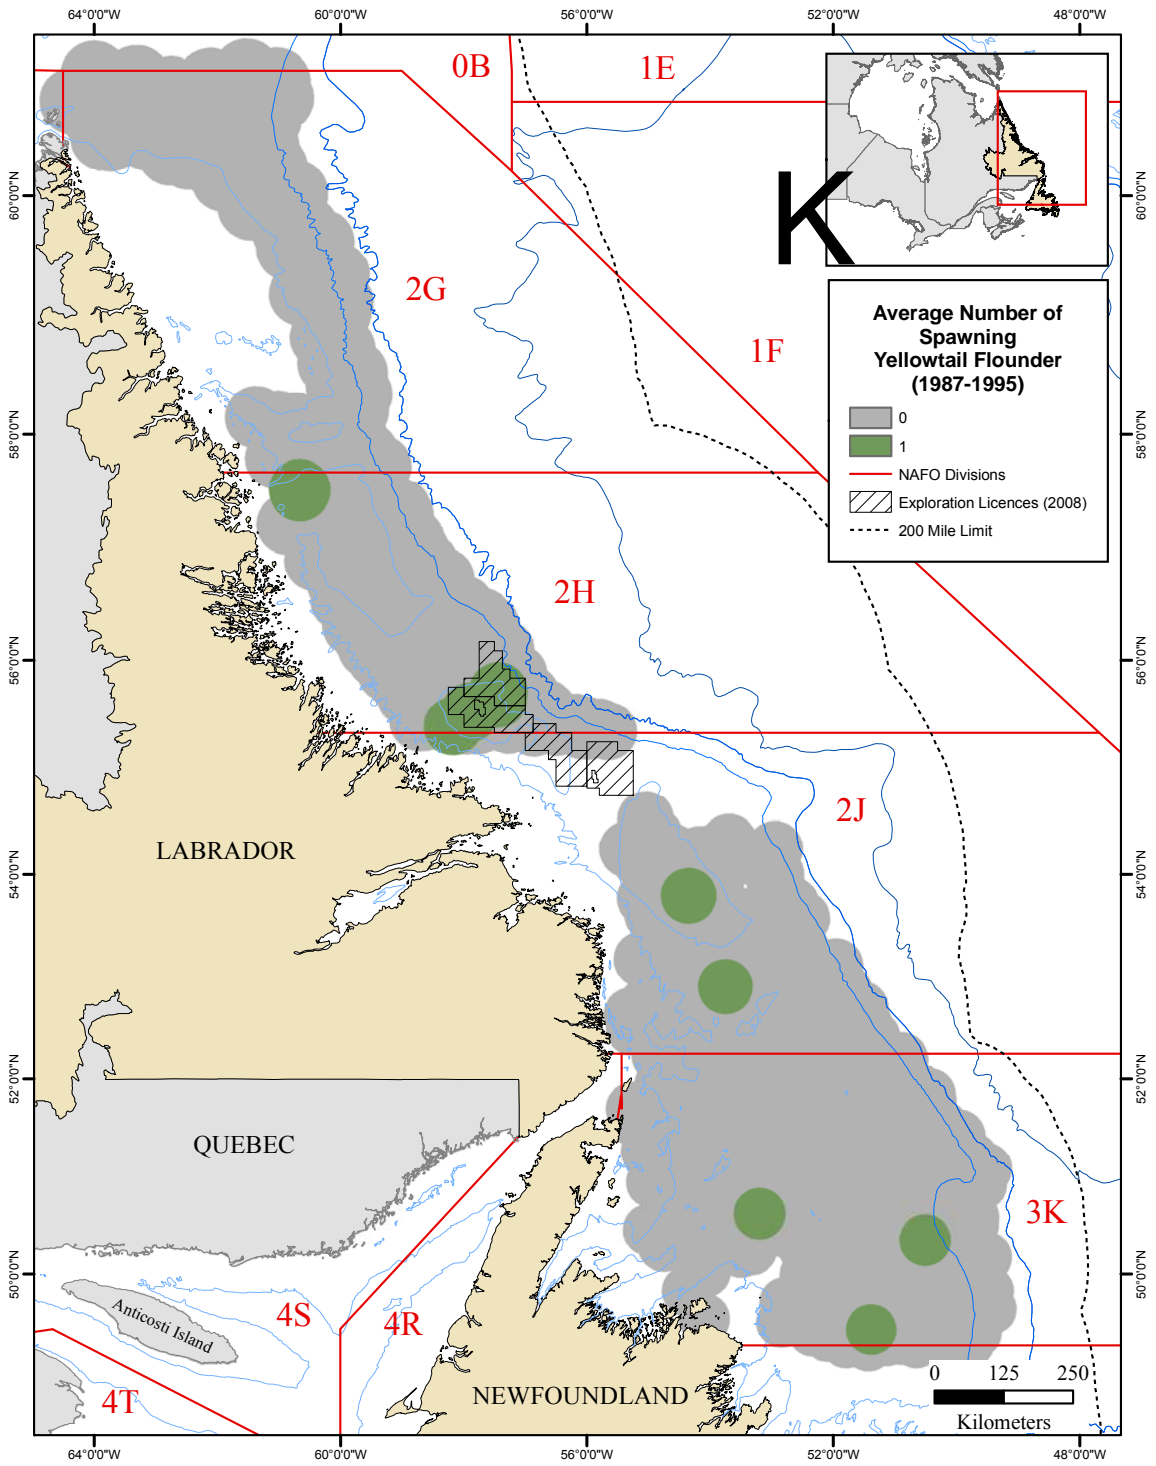 64°0'0"W
60°0'0"W
56°0'0"W
52°0'0"W
48°0'0"W
0B
1E
K
60°0'0"N
60°0'0"N
2G
1F
Average Number of
Spawning
Yellowtail Flounder
(1987-1995)
0
1
NAFO Divisions
Exploration Licences (2008)
200 Mile Limit
58°0'0"N
58°0'0"N
2H
56°0'0"N
56°0'0"N
2J
LABRADOR
54°0'0"N
54°0'0"N
52°0'0"N
52°0'0"N
QUEBEC
3K
50°0'0"N
50°0'0"N
Anticosti Island
4S
4R
4T
NEWFOUNDLAND
0 125 250
Kilometers
64°0'0"W
60°0'0"W
56°0'0"W
52°0'0"W
48°0'0"W